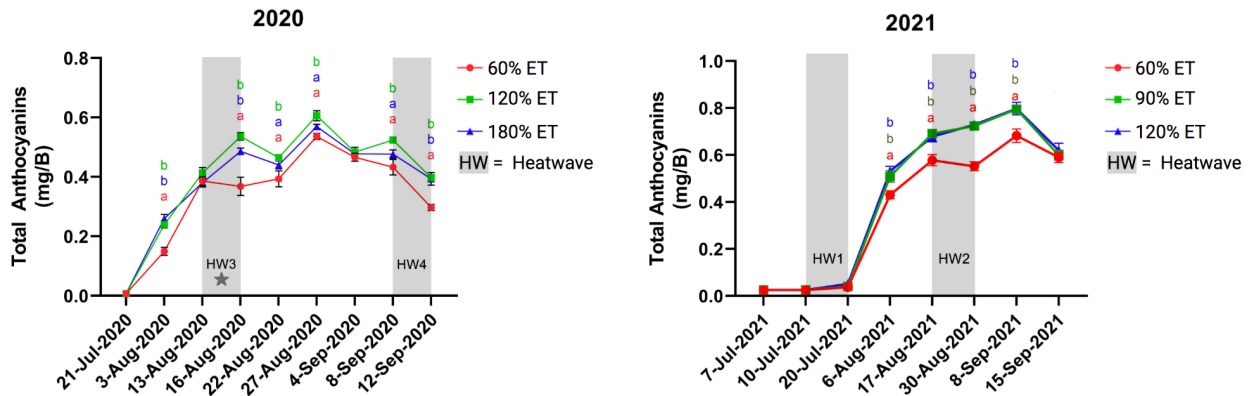 2020
Total Anthocyanins
(mg/B)
0.8
0.6
0.4
0.2
0.0
b
b
a
b
b
a
b
a
a
b
a
a
b
a
a
b
b
a
HW3
HW4
21-Jul-2020
3-Aug-2020
13-Aug-2020
16-Aug-2020
22-Aug-2020
27-Aug-2020
4-Sep-2020
8-Sep-2020
12-Sep-2020
60% ET
120% ET
180% ET
HW = Heatwave
2021
Total Anthocyanins
(mg/B)
1.0
0.8
0.6
0.4
0.2
0.0
b
b
a
b
b
a
b
b
a
b
b
a
HW1
HW2
7-Jul-2021
10-Jul-2021
20-Jul-2021
6-Aug-2021
17-Aug-2021
30-Aug-2021
8-Sep-2021
15-Sep-2021
60% ET
90% ET
120% ET
HW = Heatwave